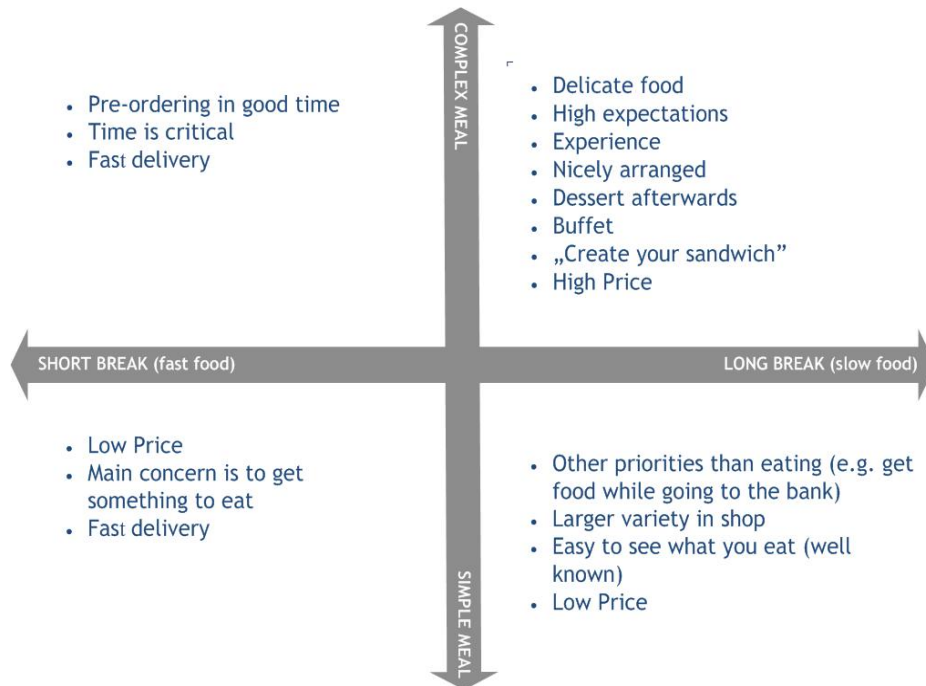 COMPLEX MEAL
• Pre-ordering in good time
• Time is critical
• Fast delivery
• Delicate food
• High expectations
• Experience
• Nicely arranged
• Dessert afterwards
• Buffet
• „Create your sandwich”
• High Price
SHORT BREAK (fast food)
LONG BREAK (slow food)
• Low Price
• Main concern is to get
something to eat
• Fast delivery
• Other priorities than eating (e.g. get
food while going to the bank)
• Larger variety in shop
• Easy to see what you eat (well
known)
• Low Price
SIMPLE MEAL